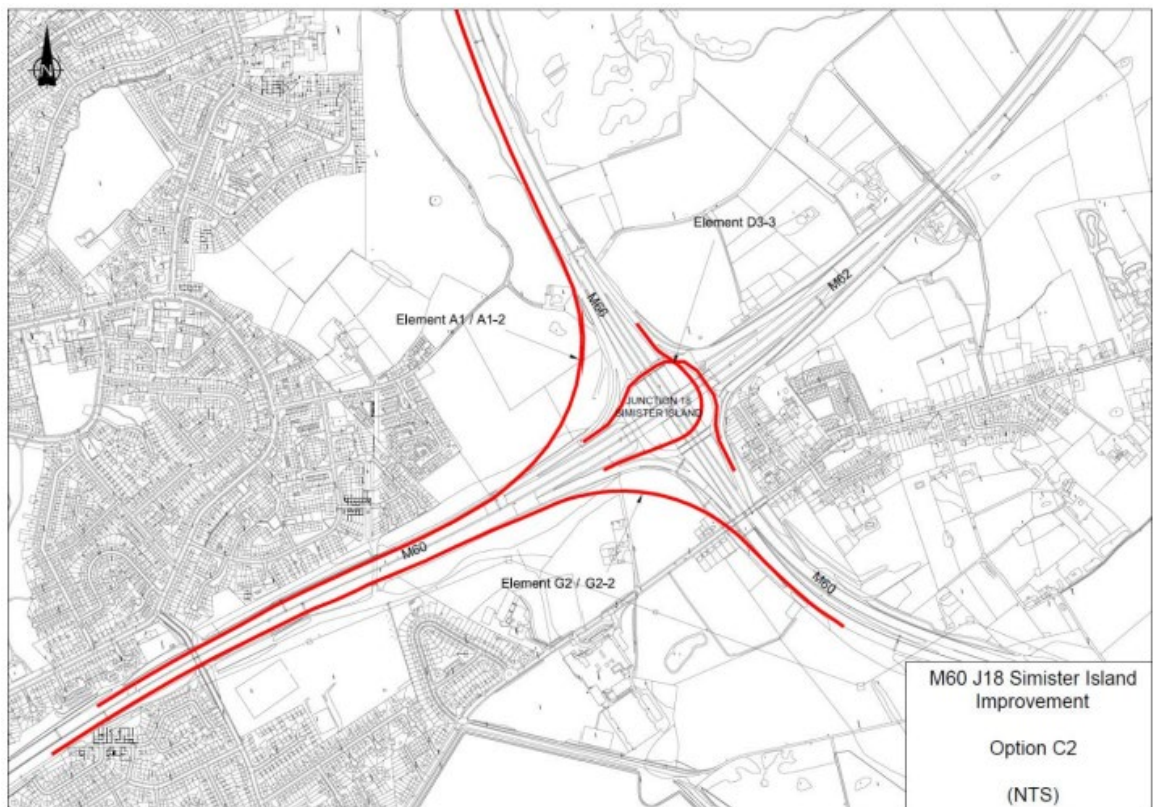 N
Element D3-3
M62
M66
Element A1 / A1-2
JUNCTION 18
SIMISTER ISLAND
M60
Element G2 / G2-2
M60
M60 J18 Simister Island
Improvement
Option C2
(NTS)